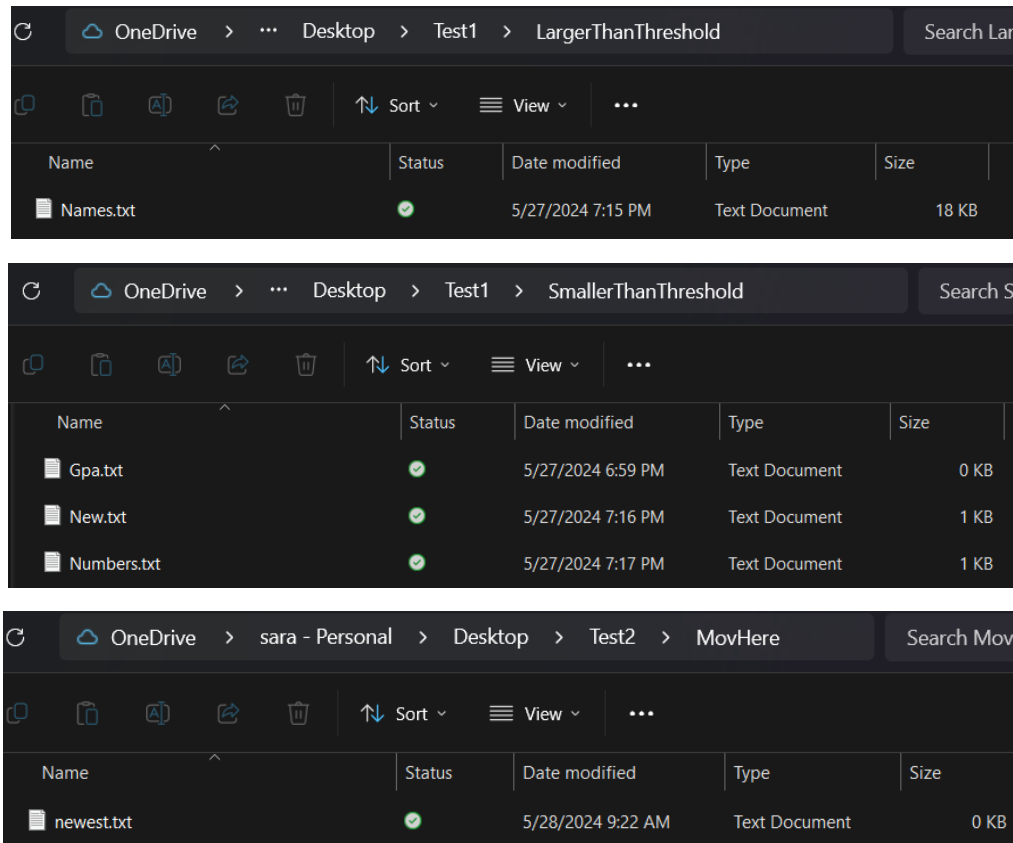 OneDrive > ... Desktop > Test1 > LargerThanThreshold Search Lar
Sort View ...
Name Status Date modified Type Size
Names.txt 5/27/2024 7:15 PM Text Document 18 KB
OneDrive > ... Desktop > Test1 > SmallerThanThreshold Search S
Sort View ...
Name Status Date modified Type Size
Gpa.txt 5/27/2024 6:59 PM Text Document 0 KB
New.txt 5/27/2024 7:16 PM Text Document 1 KB
Numbers.txt 5/27/2024 7:17 PM Text Document 1 KB
OneDrive > sara - Personal > Desktop > Test2 > MovHere Search Mov
Sort View ...
Name Status Date modified Type Size
newest.txt 5/28/2024 9:22 AM Text Document 0 KB